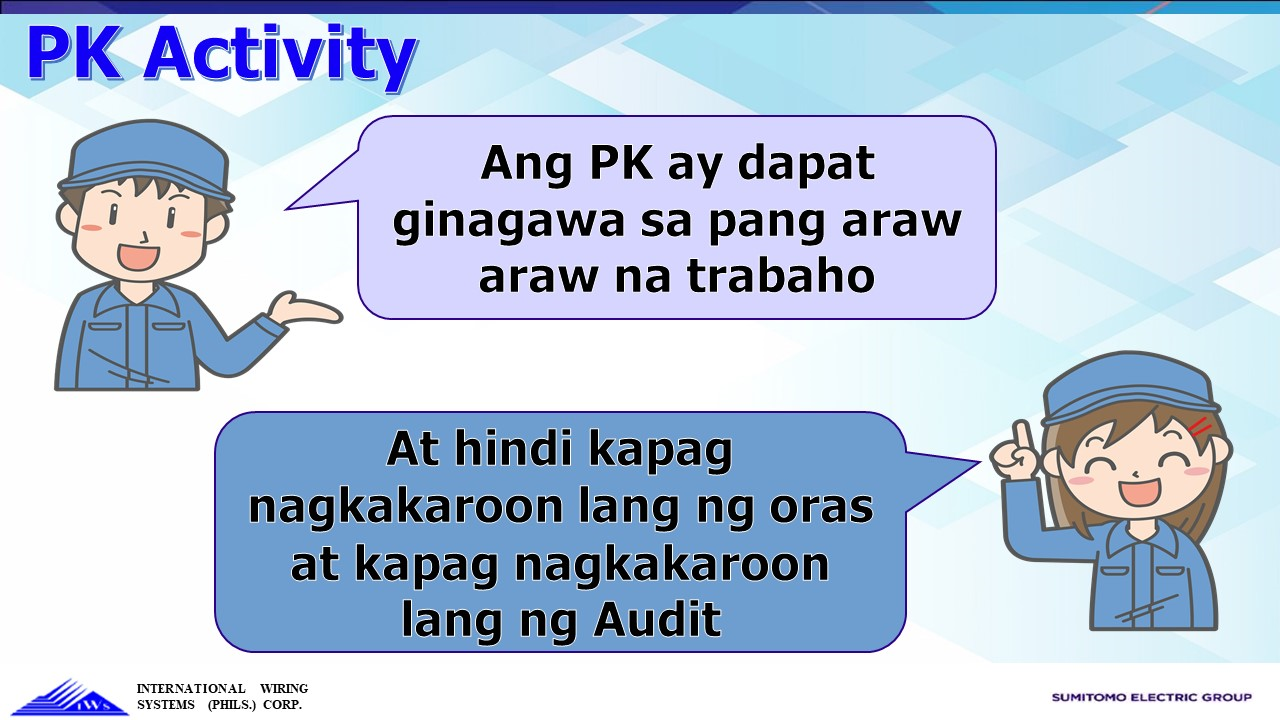 PK Activity
Ang PK ay dapat
ginagawa sa pang araw
araw na trabaho
At hindi kapag
nagkakaroon lang ng oras
at kapag nagkakaroon
lang ng Audit
IWS
INTERNATIONAL WIRING
SYSTEMS (PHILS.) CORP.
SUMITOMO ELECTRIC GROUP